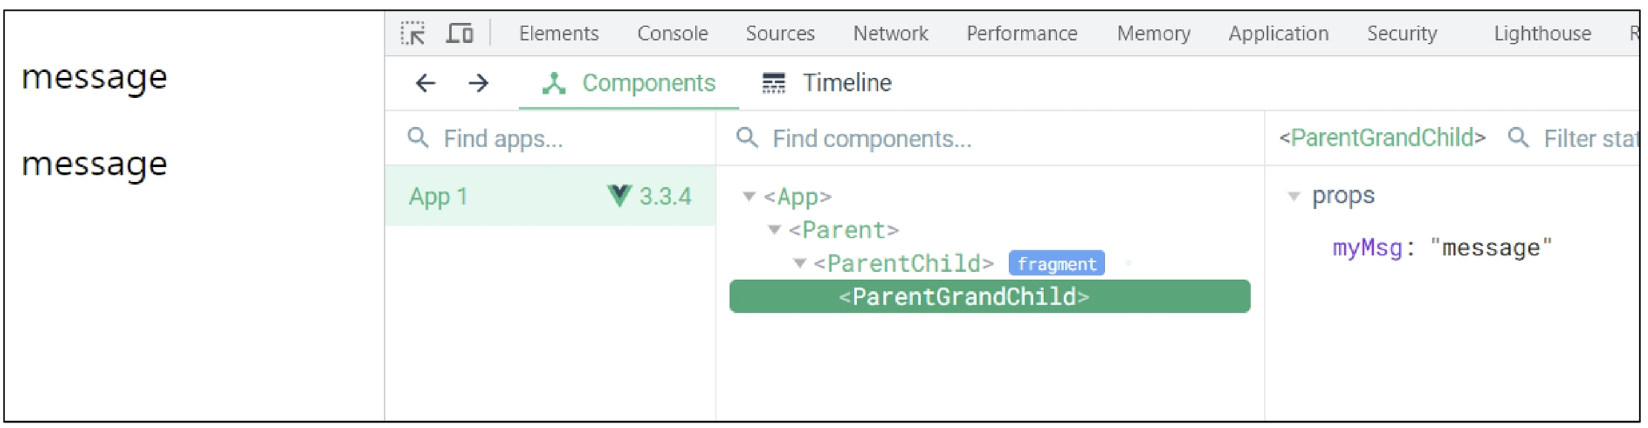 message
message
Elements Console Sources Network Performance Memory Application Security Lighthouse
Components Timeline
Find apps... Find components... <ParentGrandChild> Filter stat
App 1 3.3.4
<App>
<Parent>
<ParentChild> fragment
<ParentGrandChild>
props
myMsg: "message"